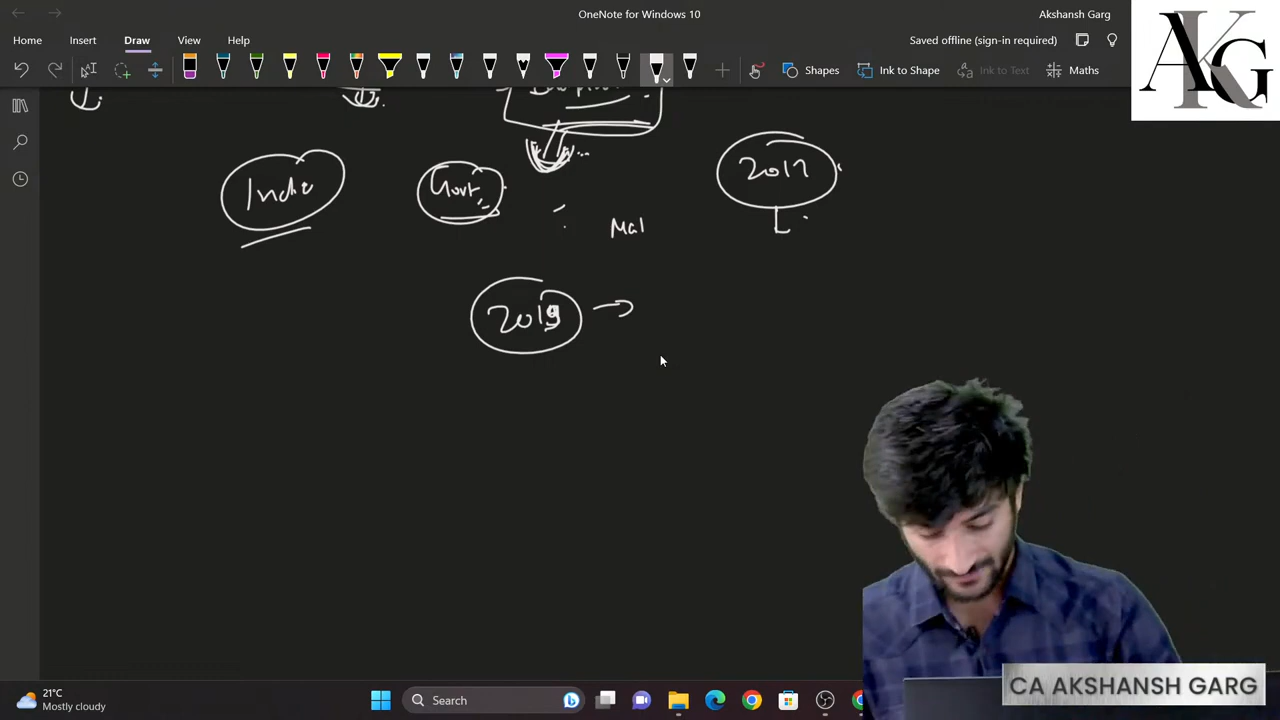 OneNote for Windows 10
Akshansh Garg
Home Insert Draw View Help
Saved offline (sign-in required)
Shapes Ink to Shape Ink to Text Maths
AKG
India Govt 2017
Mal
2019
CA AKSHANSH GARG
21°C
Mostly cloudy
Search